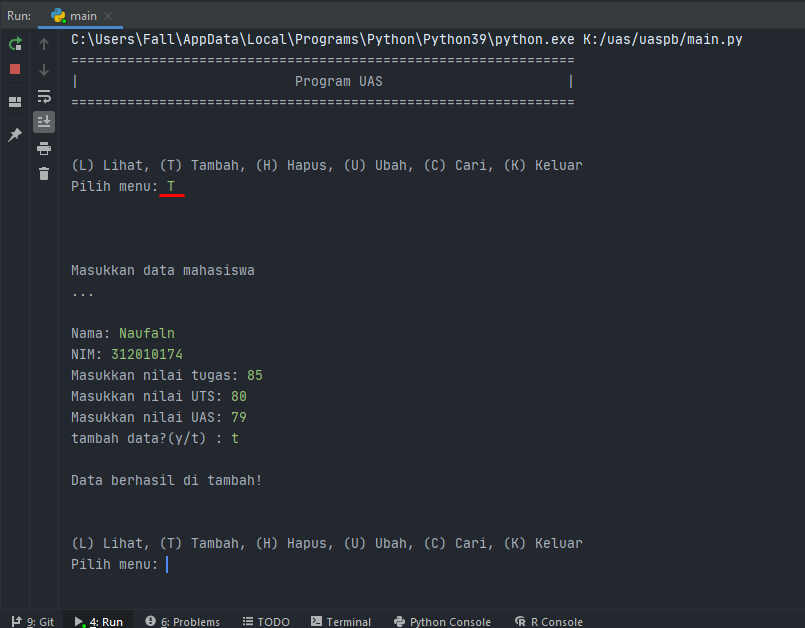 Run: main
C:\Users\Fall\AppData\Local\Programs\Python\Python39\python.exe K:/uas/uaspb/main.py
===============================================================
| Program UAS |
===============================================================
(L) Lihat, (T) Tambah, (H) Hapus, (U) Ubah, (C) Cari, (K) Keluar
Pilih menu: T
Masukkan data mahasiswa
...
Nama: Naufaln
NIM: 312010174
Masukkan nilai tugas: 85
Masukkan nilai UTS: 80
Masukkan nilai UAS: 79
tambah data?(y/t) : t
Data berhasil di tambah!
(L) Lihat, (T) Tambah, (H) Hapus, (U) Ubah, (C) Cari, (K) Keluar
Pilih menu:
9: Git 4: Run 6: Problems TODO Terminal Python Console R Console